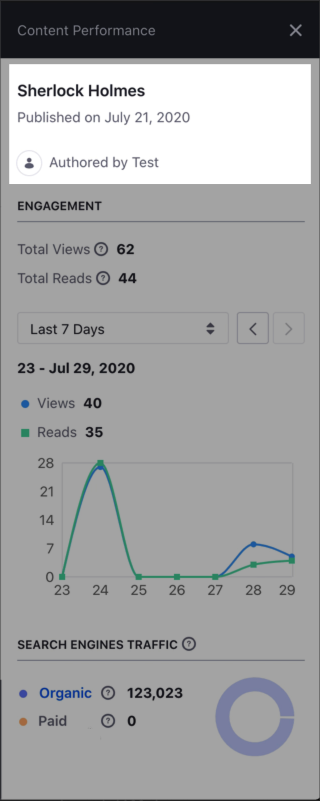 Content Performance
Sherlock Holmes
Published on July 21, 2020
Authored by Test
ENGAGEMENT
Total Views ? 62
Total Reads ? 44
Last 7 Days
23 - Jul 29, 2020
Views 40
Reads 35
28
21
14
7
0
23 24 25 26 27 28 29
SEARCH ENGINES TRAFFIC ?
Organic ? 123,023
Paid ? 0